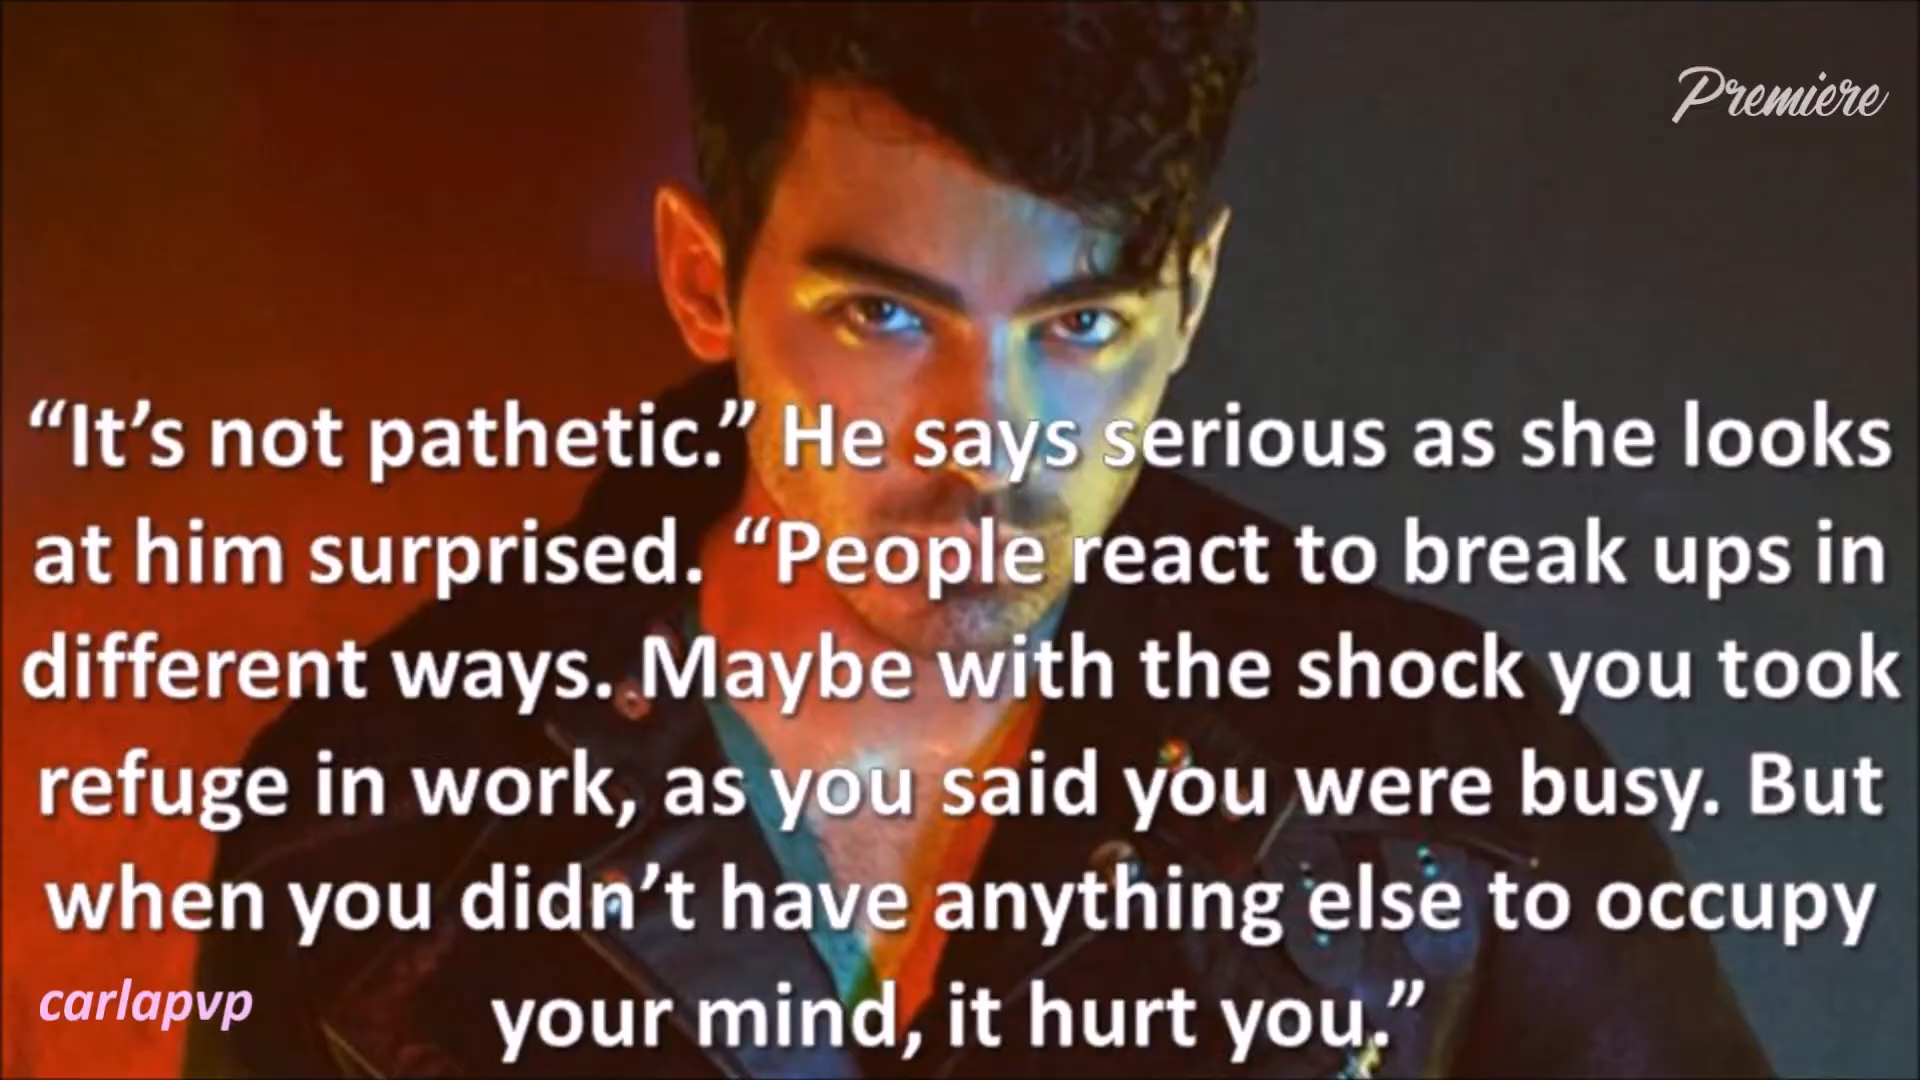 Premiere
“It’s not pathetic.” He says serious as she looks
at him surprised. “People react to break ups in
different ways. Maybe with the shock you took
refuge in work, as you said you were busy. But
when you didn’t have anything else to occupy
your mind, it hurt you.”
carlapvp